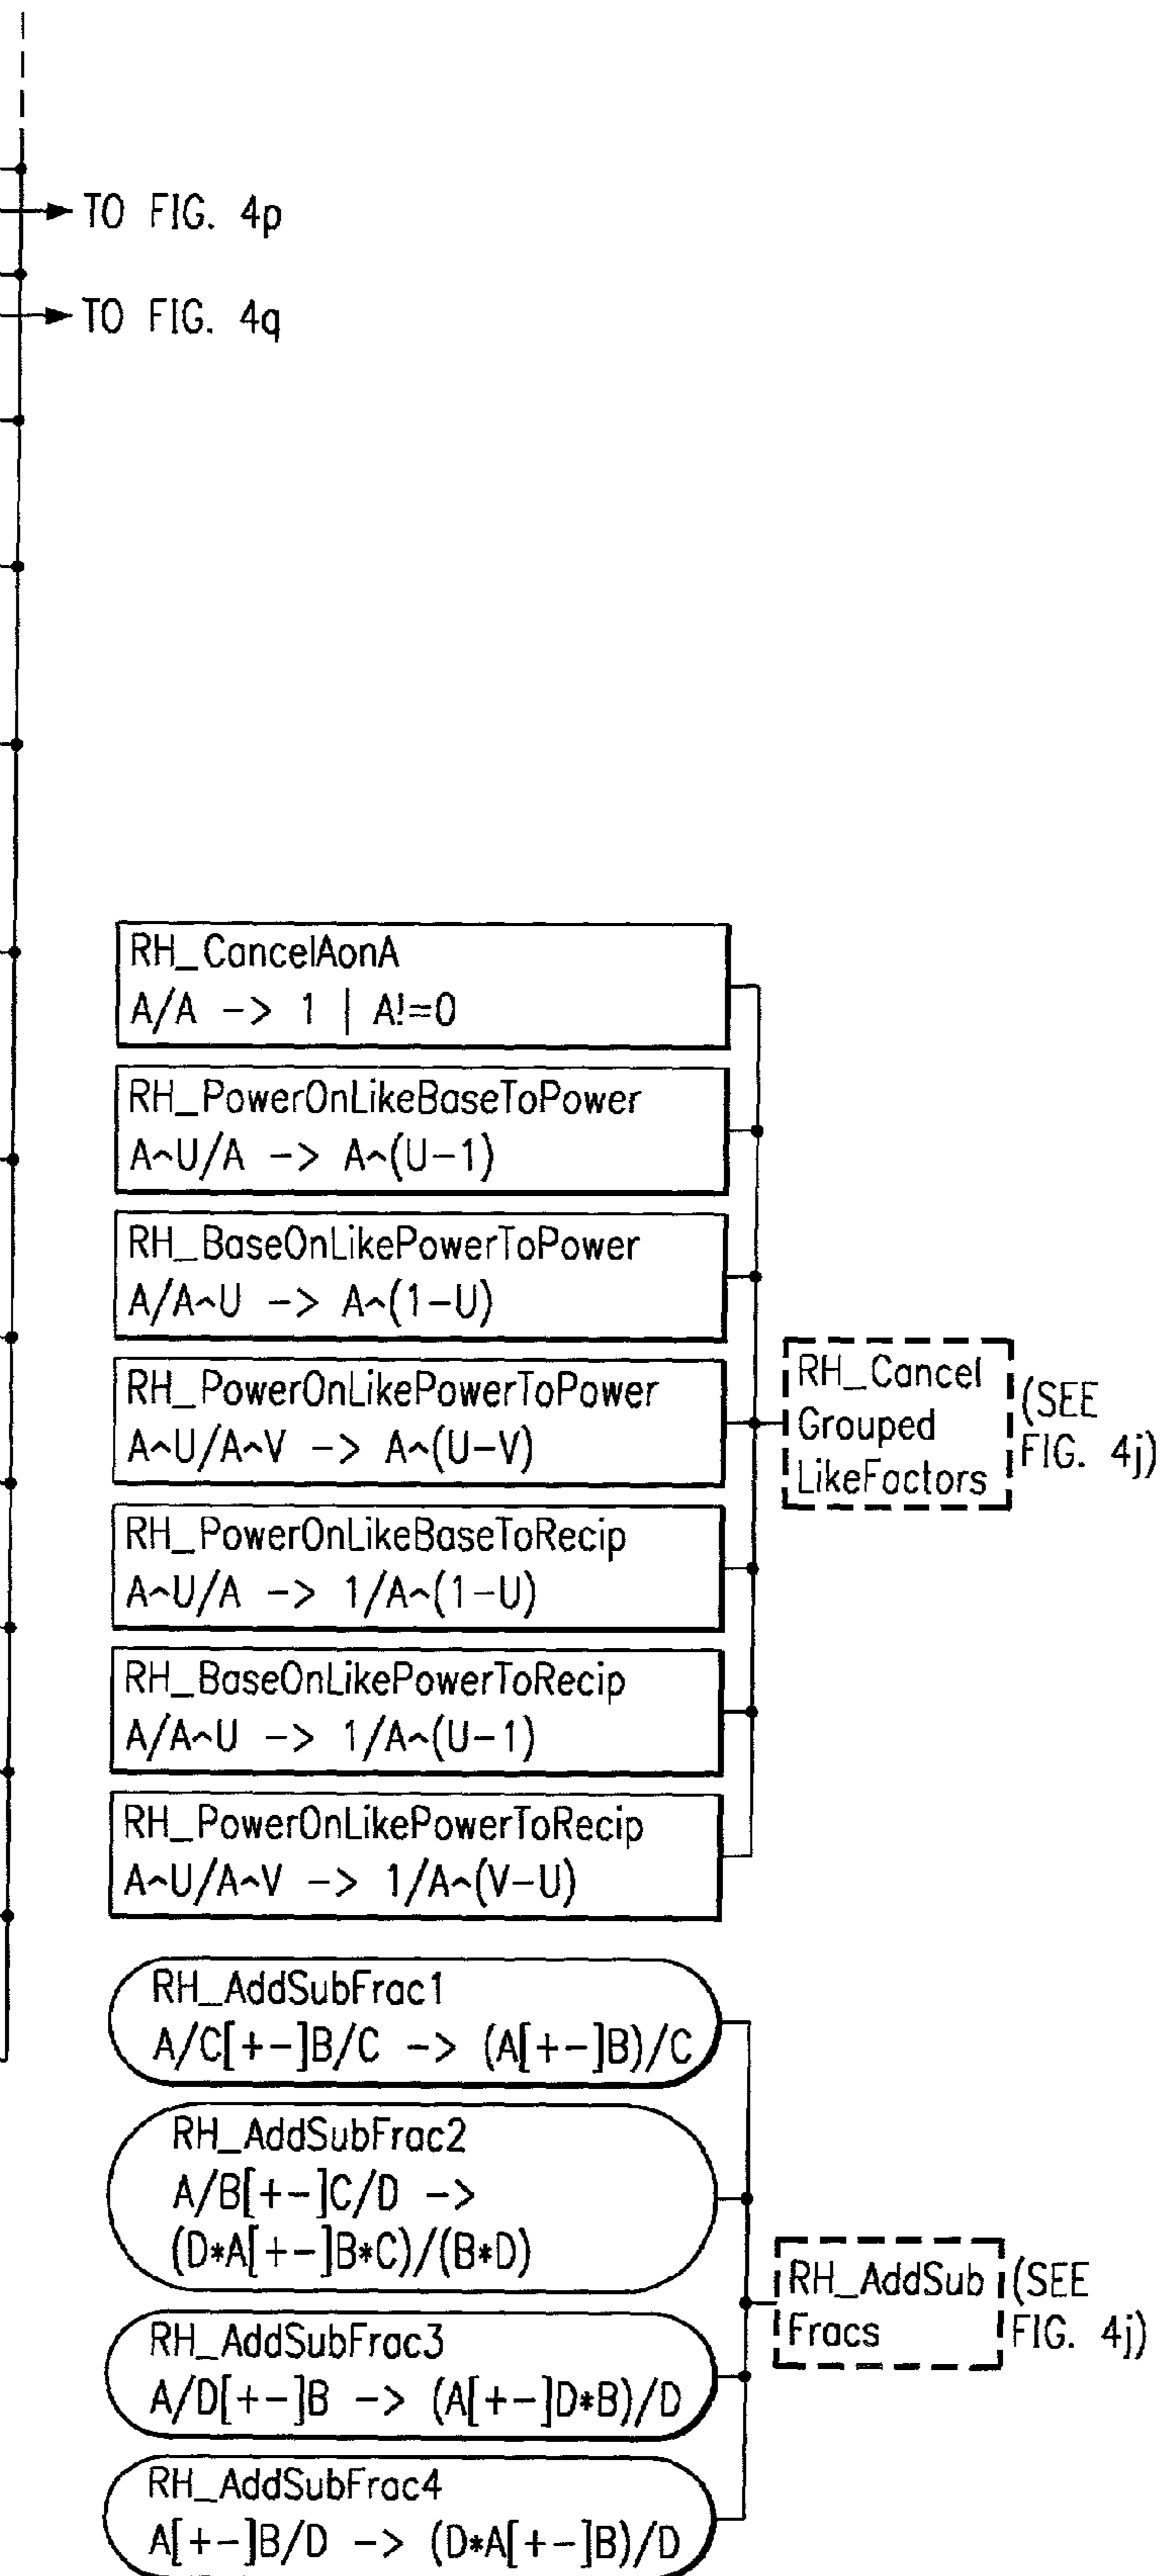 TO FIG. 4p
TO FIG. 4q
RH_CancelAonA
A/A -> 1 | A!=0
RH_PowerOnLikeBaseToPower
A^U/A -> A^(U-1)
RH_BaseOnLikePowerToPower
A/A^U -> A^(1-U)
RH_PowerOnLikePowerToPower
A^U/A^V -> A^(U-V)
RH_PowerOnLikeBaseToRecip
A^U/A -> 1/A^(1-U)
RH_BaseOnLikePowerToRecip
A/A^U -> 1/A^(U-1)
RH_PowerOnLikePowerToRecip
A^U/A^V -> 1/A^(V-U)
RH_Cancel
Grouped
LikeFactors
(SEE
FIG. 4j)
RH_AddSubFrac1
A/C[+-]B/C -> (A[+-]B)/C
RH_AddSubFrac2
A/B[+-]C/D ->
(D*A[+-]B*C)/(B*D)
RH_AddSubFrac3
A/D[+-]B -> (A[+-]D*B)/D
RH_AddSubFrac4
A[+-]B/D -> (D*A[+-]B)/D
RH_AddSub
Fracs
(SEE
FIG. 4j)